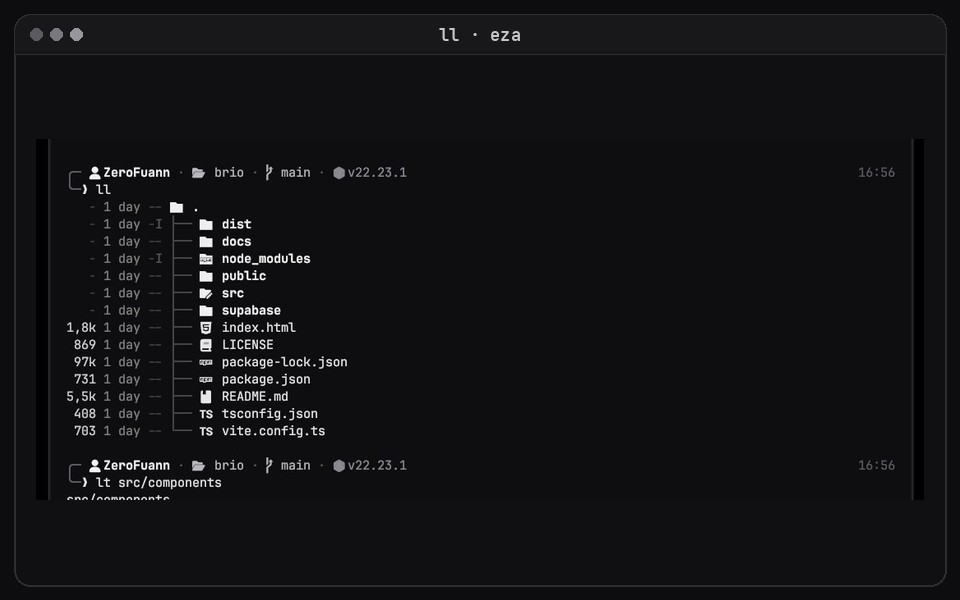 ll · eza
ZeroFuann · brio · main · v22.23.1 16:56
❱ ll
- 1 day -- .
- 1 day -I dist
- 1 day -- docs
- 1 day -I node_modules
- 1 day -- public
- 1 day -- src
- 1 day -- supabase
1,8k 1 day -- index.html
869 1 day -- LICENSE
97k 1 day -- package-lock.json
731 1 day -- package.json
5,5k 1 day -- README.md
408 1 day -- TS tsconfig.json
703 1 day -- TS vite.config.ts
ZeroFuann · brio · main · v22.23.1 16:56
❱ lt src/components
src/components